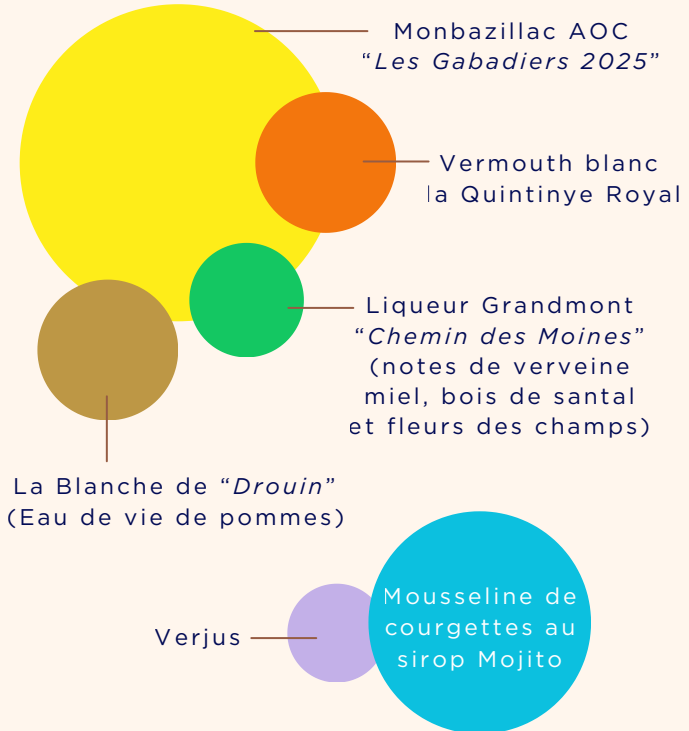 Monbazillac AOC
“Les Gabadiers 2025”
Vermouth blanc
la Quintinye Royal
Liqueur Grandmont
“Chemin des Moines”
(notes de verveine
miel, bois de santal
et fleurs des champs)
La Blanche de “Drouin”
(Eau de vie de pommes)
Mousseline de
courgettes au
sirop Mojito
Verjus